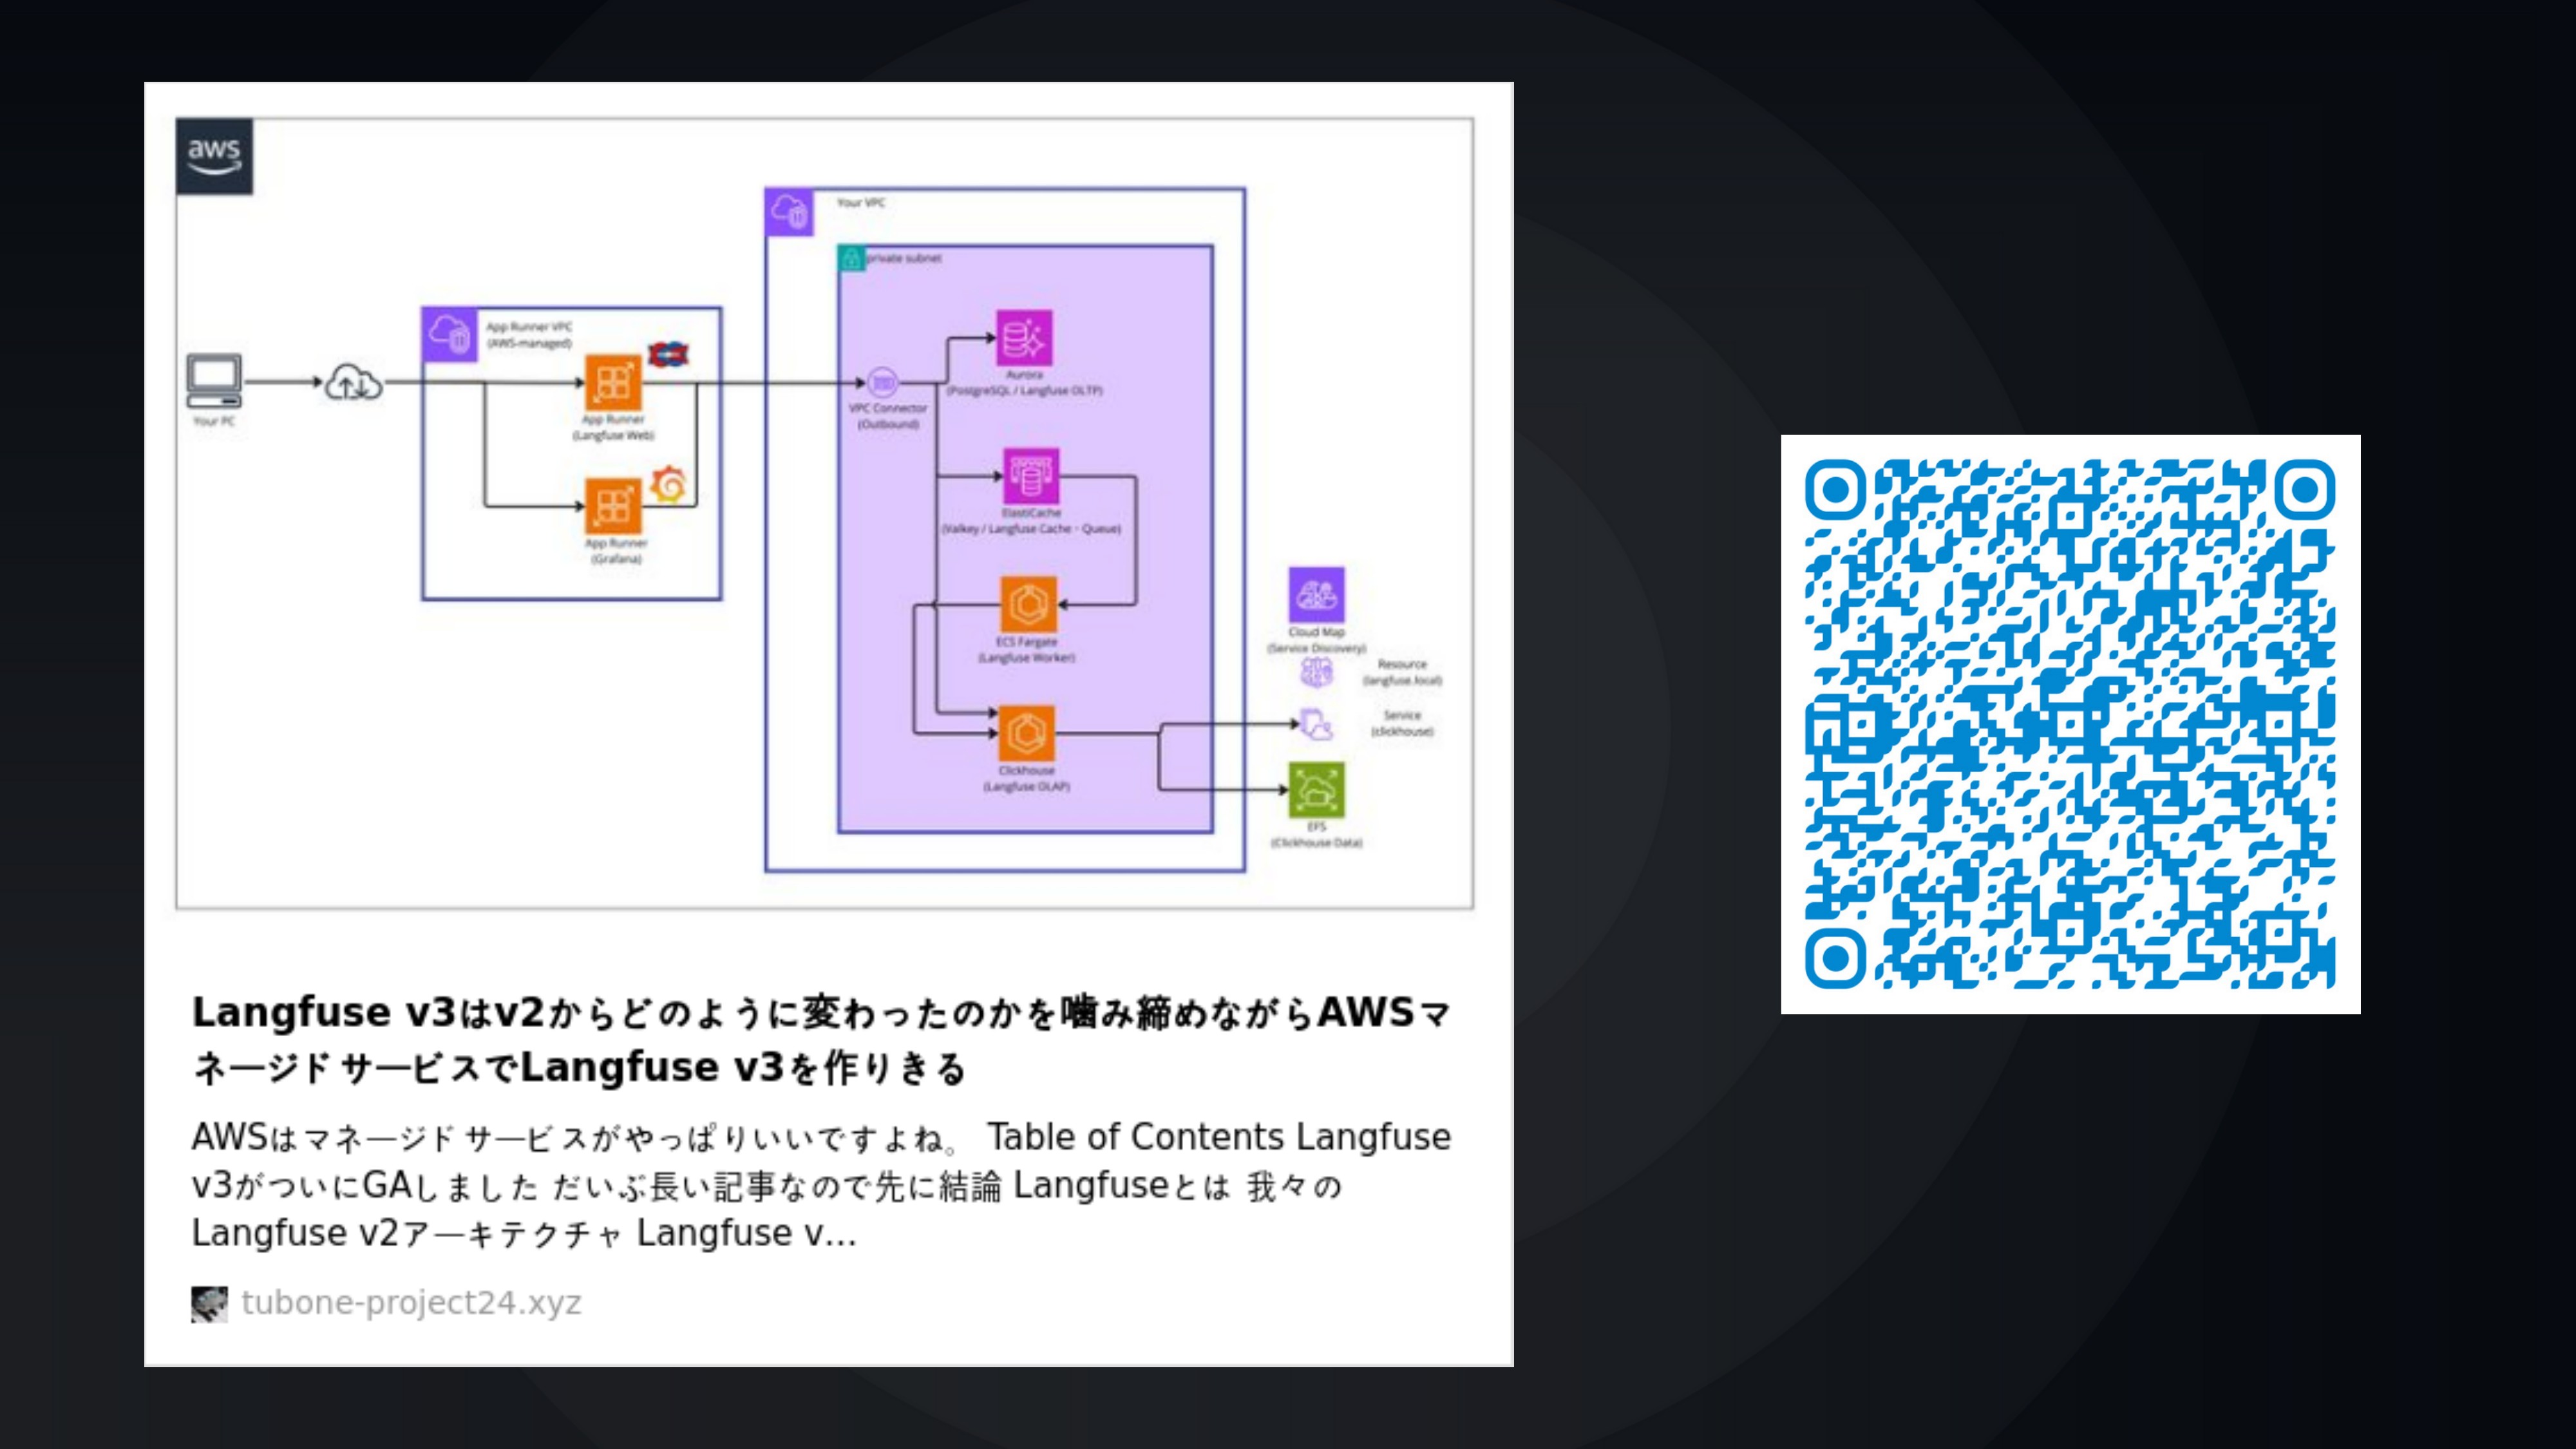 aws
Your VPC
private subnet
App Runner VPC
(AWS-managed)
Your PC
App Runner
(Langfuse Web)
App Runner
(Grafana)
VPC Connector
(Outbound)
Aurora
(PostgreSQL / Langfuse OLTP)
ElastiCache
(Valkey / Langfuse Cache・Queue)
ECS Fargate
(Langfuse Worker)
Clickhouse
(Langfuse OLAP)
Cloud Map
(Service Discovery)
Resource
(langfuse.local)
Service
(clickhouse)
EFS
(Clickhouse Data)
Langfuse v3はv2からどのように変わったのかを噛み締めながらAWSマ
ネージドサービスでLangfuse v3を作りきる
AWSはマネージドサービスがやっぱりいいですよね。 Table of Contents Langfuse
v3がついにGAしました だいぶ長い記事なので先に結論 Langfuseとは 我々の
Langfuse v2アーキテクチャ Langfuse v...
tubone-project24.xyz